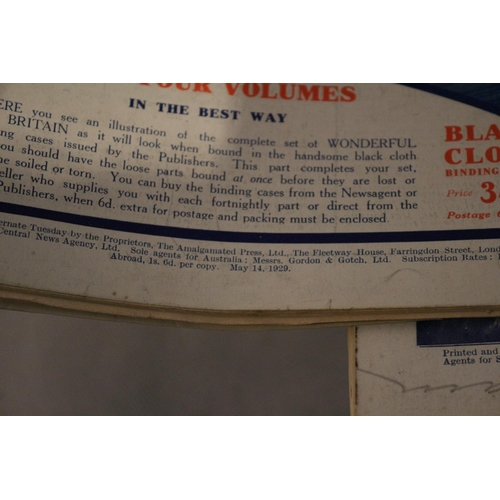 YOUR VOLUMES
IN THE BEST WAY
HERE you see an illustration of the complete set of WONDERFUL
BRITAIN as it will look when bound in the handsome black cloth
ing cases issued by the Publishers. This part completes your set,
you should have the loose parts bound at once before they are lost or
ne soiled or torn. You can buy the binding cases from the Newsagent or
eller who supplies you with each fortnightly part or direct from the
Publishers, when 6d. extra for postage and packing must be enclosed.
BLA
CLO
BINDING
Price 3
Postage
ernate Tuesday by the Proprietors, The Amalgamated Press, Ltd., The Fleetway House, Farringdon Street, Lond
Central News Agency, Ltd. Sole agents for Australia: Messrs. Gordon & Gotch, Ltd. Subscription Rates:
Abroad, 1s. 6d. per copy. May 14, 1929.
Printed and
Agents for S